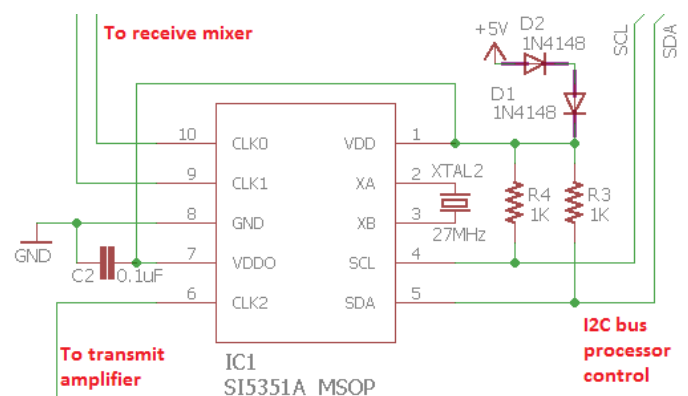 To receive mixer
+5V
D2
1N4148
SCL
SDA
D1
1N4148
10
CLK0
VDD
1
9
CLK1
XA
2
XTAL2
8
GND
XB
3
27MHz
R4
1K
R3
1K
GND
C2
0.1uF
7
VDDO
SCL
4
6
CLK2
SDA
5
To transmit
amplifier
IC1
SI5351A MSOP
I2C bus
processor
control